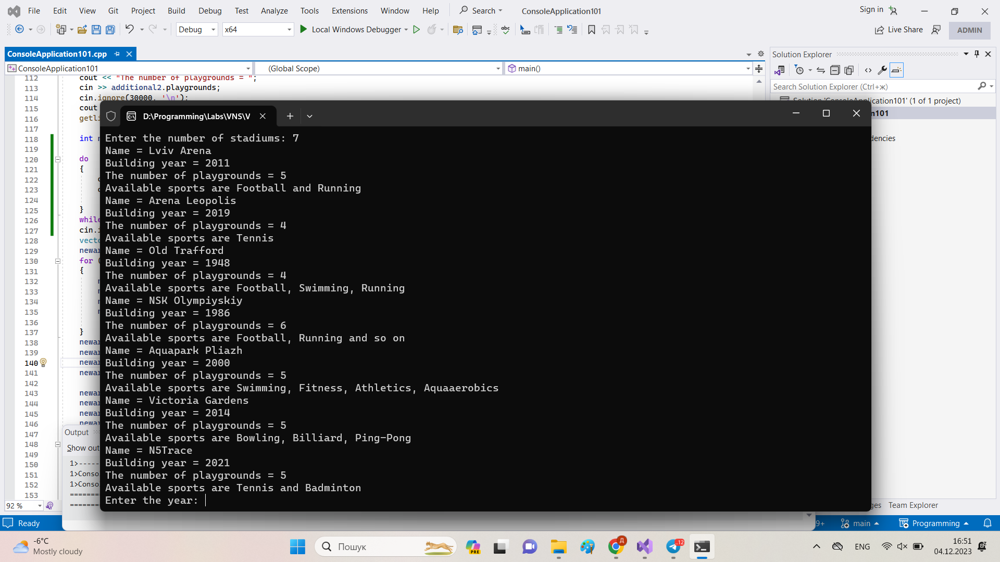 File Edit View Git Project Build Debug Test Analyze Tools Extensions Window Help Search ConsoleApplication101 Sign in
Debug x64 Local Windows Debugger Live Share ADMIN
ConsoleApplication101.cpp
ConsoleApplication101 (Global Scope) main()
112 cout << "The number of playgrounds = ";
113 cin >> additional2.playgrounds;
114 cin.ignore(30000, '\n');
115 cout
116 getli
117
118 int
119
120 do
121 {
122
123
124
125 }
126 while
127 cin.i
128 vecto
129 newar
130 for (
131 {
132
133
134
135
136
137 }
138 newar
139 newar
140 newar
141 newar
142
143 newar
144 newar
145 newar
146 newar
147
148
149
150
151
152
153
92 %
Output
Show out
1>-----
1>Conso
1>Conso
=======
=======
D:\Programming\Labs\VNS\V
Enter the number of stadiums: 7
Name = Lviv Arena
Building year = 2011
The number of playgrounds = 5
Available sports are Football and Running
Name = Arena Leopolis
Building year = 2019
The number of playgrounds = 4
Available sports are Tennis
Name = Old Trafford
Building year = 1948
The number of playgrounds = 4
Available sports are Football, Swimming, Running
Name = NSK Olympiyskiy
Building year = 1986
The number of playgrounds = 6
Available sports are Football, Running and so on
Name = Aquapark Pliazh
Building year = 2000
The number of playgrounds = 5
Available sports are Swimming, Fitness, Athletics, Aquaaerobics
Name = Victoria Gardens
Building year = 2014
The number of playgrounds = 5
Available sports are Bowling, Billiard, Ping-Pong
Name = N5Trace
Building year = 2021
The number of playgrounds = 5
Available sports are Tennis and Badminton
Enter the year:
Solution Explorer
Search Solution Explorer (Ctrl+ж)
Solution 'ConsoleApplication101' (1 of 1 project)
n101
dencies
ges Team Explorer
Ready 9+ main Programming
-6°C
Mostly cloudy
Пошук
PRE
Д
12
ENG
16:51
04.12.2023